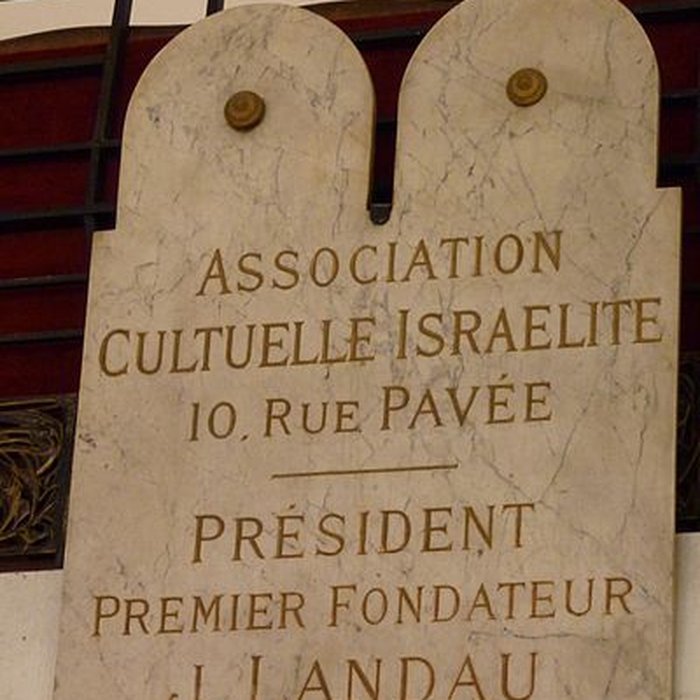 ASSOCIATION
CULTUELLE ISRAELITE
10, RUE PAVÉE
PRÉSIDENT
PREMIER FONDATEUR
J. LANDAU